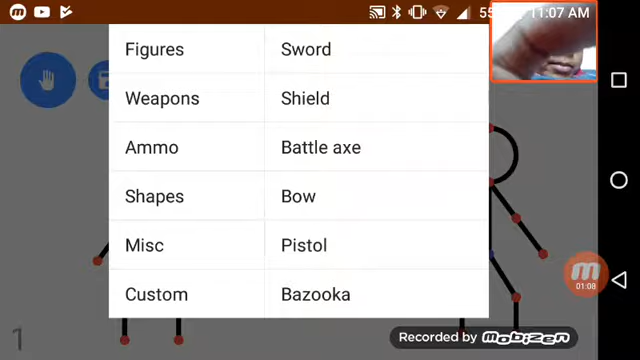 55
11:07 AM
Figures
Sword
Weapons
Shield
Ammo
Battle axe
Shapes
Bow
Misc
Pistol
Custom
Bazooka
01:08
1
Recorded by mobizen